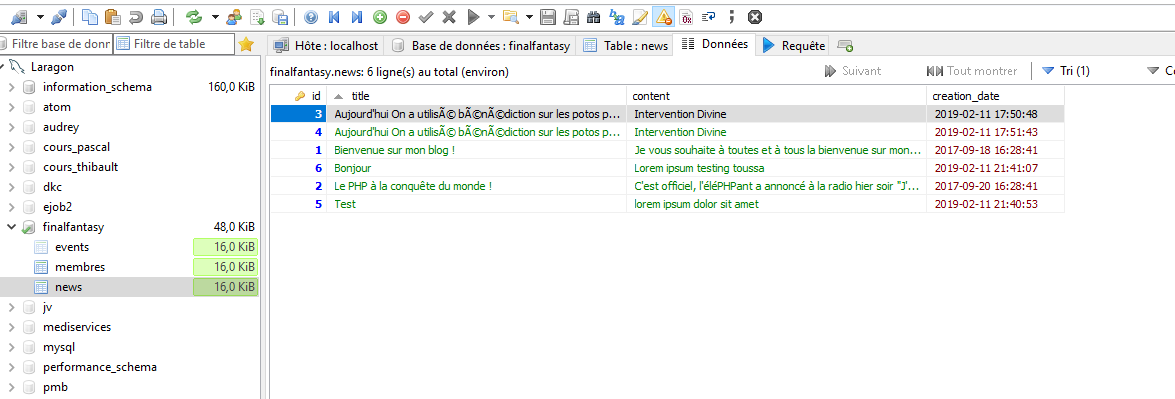 Filtre base de donr Filtre de table Hôte : localhost Base de données : finalfantasy Table : news Données Requête
Laragon
finalfantasy.news: 6 ligne(s) au total (environ) Suivant Tout montrer Tri (1) Co
information_schema 160,0 KiB
atom
audrey
cours_pascal
cours_thibault
dkc
ejob2
finalfantasy 48,0 KiB
events 16,0 KiB
membres 16,0 KiB
news 16,0 KiB
jv
mediservices
mysql
performance_schema
pmb
id title content creation_date
3 Aujourd'hui On a utilisÃ© bÃ©nÃ©diction sur les potos p... Intervention Divine 2019-02-11 17:50:48
4 Aujourd'hui On a utilisÃ© bÃ©nÃ©diction sur les potos p... Intervention Divine 2019-02-11 17:51:43
1 Bienvenue sur mon blog ! Je vous souhaite à toutes et à tous la bienvenue sur mon... 2017-09-18 16:28:41
6 Bonjour Lorem ipsum testing toussa 2019-02-11 21:41:07
2 Le PHP à la conquête du monde ! C'est officiel, l'éléPHPant a annoncé à la radio hier soir "J'... 2017-09-20 16:28:41
5 Test lorem ipsum dolor sit amet 2019-02-11 21:40:53